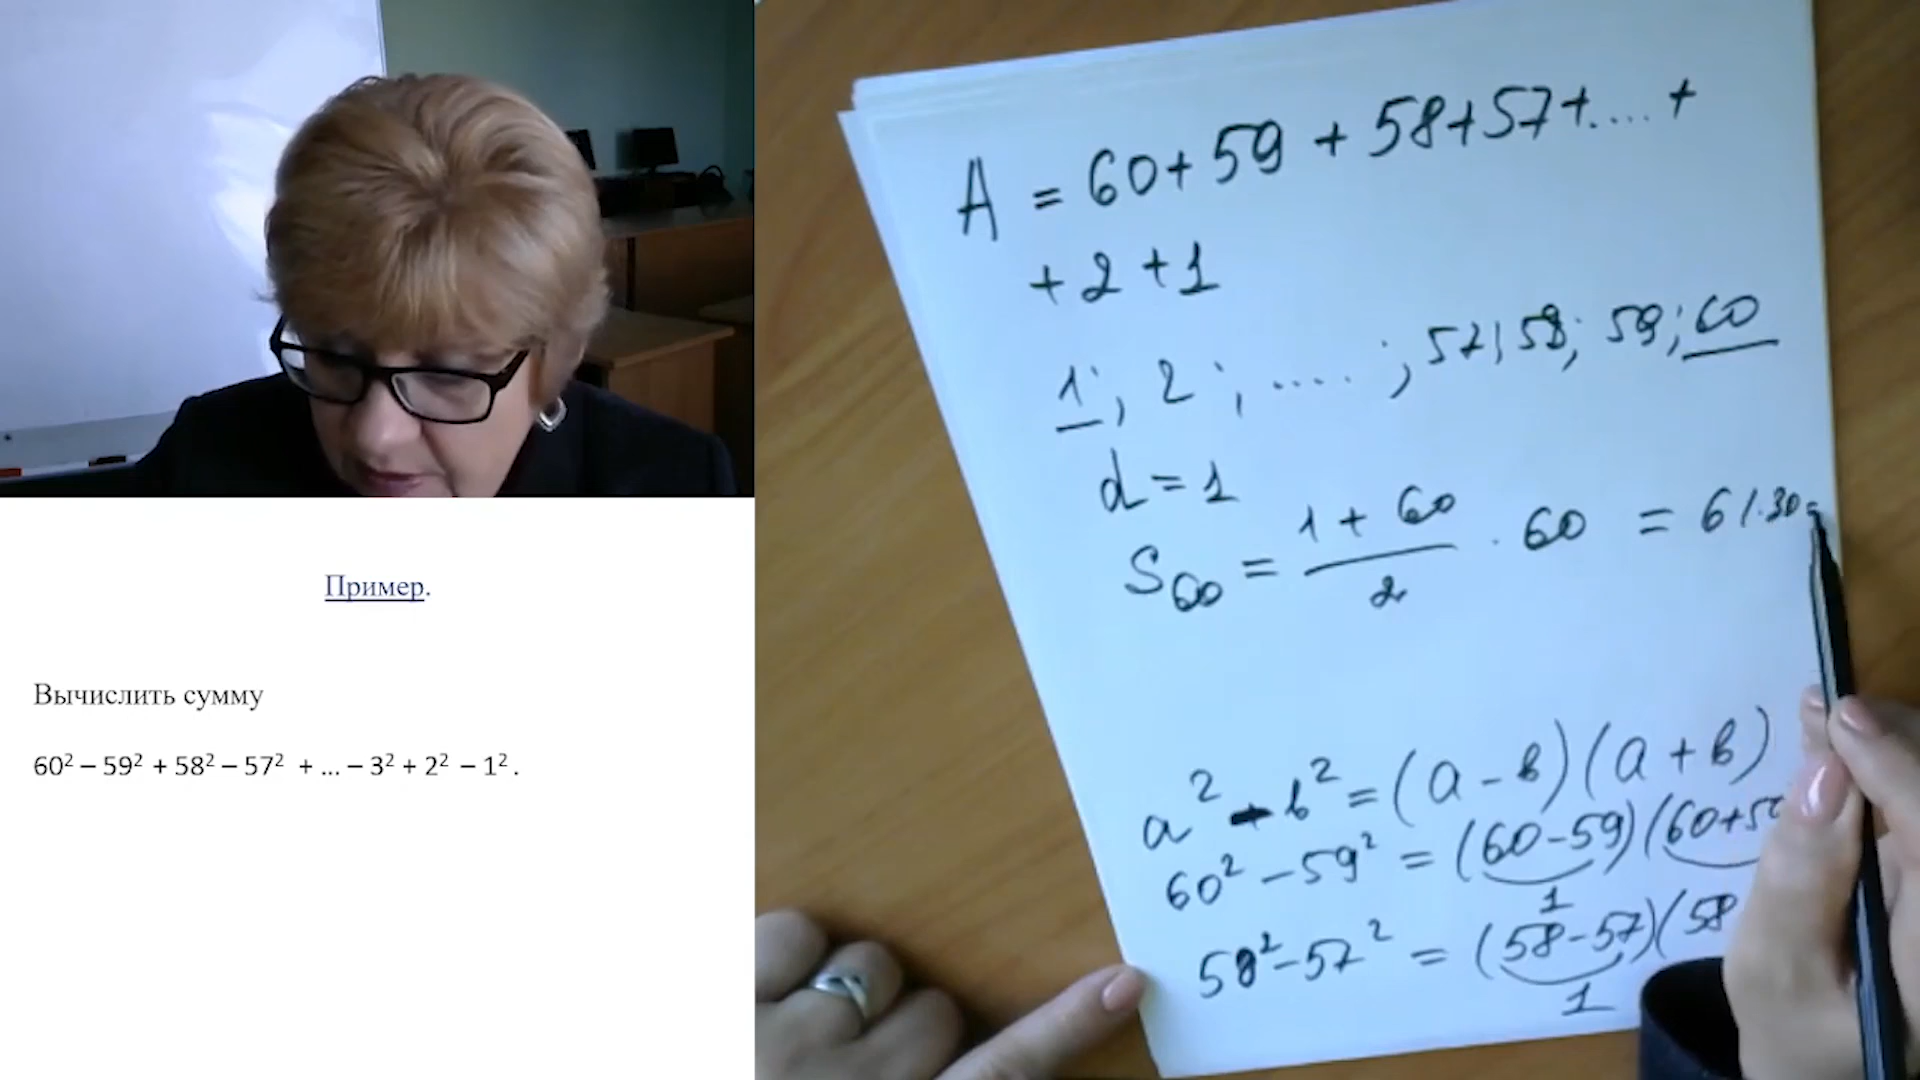 Пример.
Вычислить сумму
60² – 59² + 58² – 57² + ... – 3² + 2² – 1².
A = 60+59 + 58+57+.... +
+ 2 + 1
1; 2; ....; 57; 58; 59; 60
d = 1
S₆₀ = (1 + 60)/2 · 60 = 61·30=
a² - b² = (a - b)(a + b)
60² - 59² = (60-59)(60+59
1
58² - 57² = (58-57)(58
1